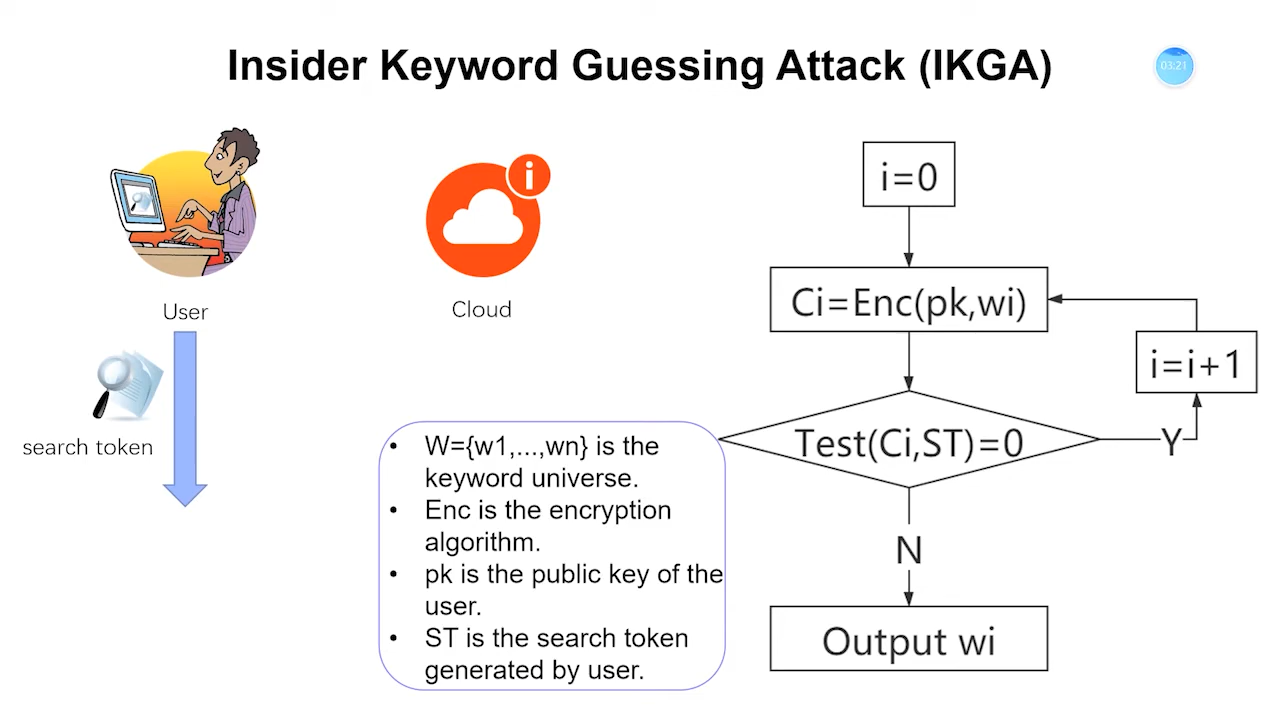 Insider Keyword Guessing Attack (IKGA)
03:21
i
User
Cloud
search token
• W={w1,...,wn} is the
keyword universe.
• Enc is the encryption
algorithm.
• pk is the public key of the
user.
• ST is the search token
generated by user.
i=0
Ci=Enc(pk,wi)
i=i+1
Test(Ci,ST)=0
Y
N
Output wi